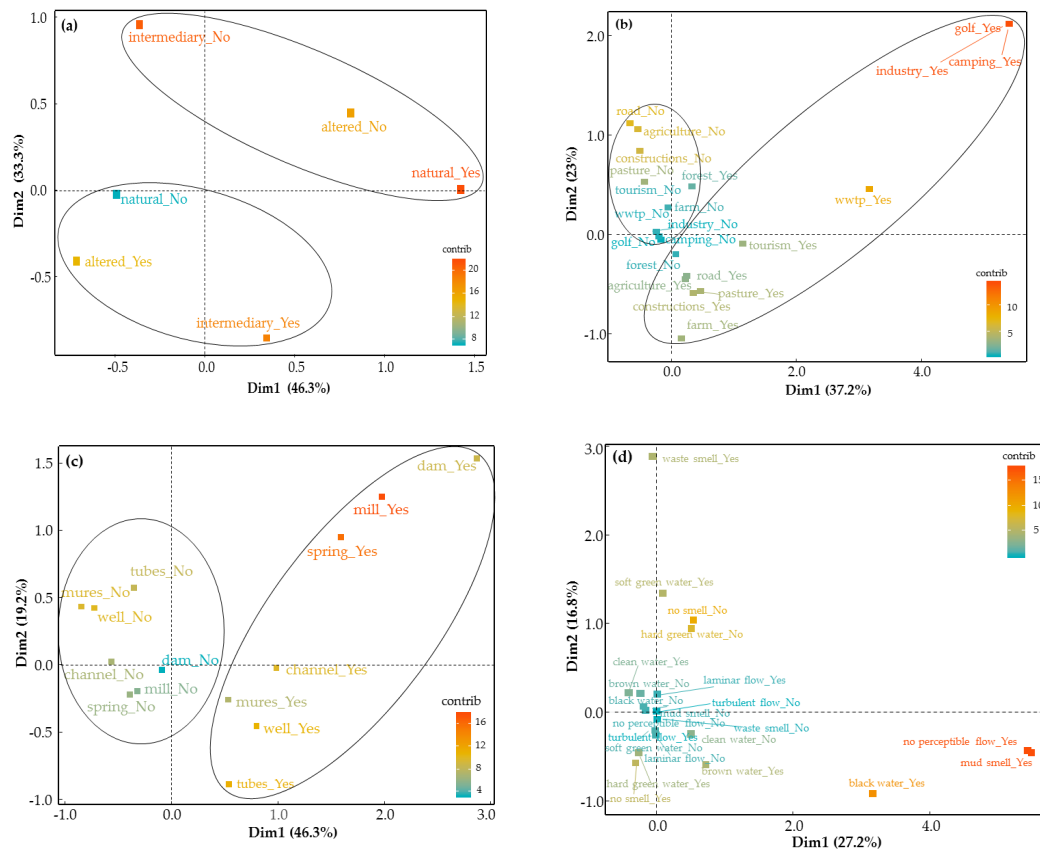 (a)
1.0
intermediary_No
altered_No
0.5
natural_Yes
0.0
natural_No
altered_Yes
-0.5
intermediary_Yes
contrib
20
16
12
8
Dim2 (33.3%)
-0.5
0.0
0.5
1.0
1.5
Dim1 (46.3%)
(b)
2.0
golf_Yes
industry_Yes
camping_Yes
road_No
agriculture_No
1.0
constructions_No
pasture_No
forest_Yes
tourism_No
wwtp_Yes
farm_No
wwtp_No
industry_No
0.0
golf_No
camping_No
tourism_Yes
forest_No
road_Yes
agriculture_Yes
pasture_Yes
constructions_Yes
farm_Yes
-1.0
contrib
10
5
Dim2 (23%)
0.0
2.0
4.0
Dim1 (37.2%)
(c)
1.5
dam_Yes
mill_Yes
1.0
spring_Yes
tubes_No
mures_No
0.5
well_No
dam_No
0.0
channel_No
channel_Yes
mill_No
spring_No
mures_Yes
well_Yes
-0.5
tubes_Yes
-1.0
contrib
16
12
8
4
Dim2 (19.2%)
-1.0
0.0
1.0
2.0
3.0
Dim1 (46.3%)
(d)
3.0
waste smell_Yes
contrib
15
10
5
2.0
soft green water_Yes
no smell_No
1.0
hard green water_No
clean water_Yes
laminar flow_Yes
brown water_No
black water_No
turbulent flow_No
0.0
mud smell_No
no perceptible flow_No
waste smell_No
turbulent flow_Yes
clean water_No
soft green water_No
laminar flow_No
no perceptible flow_Yes
mud smell_Yes
brown water_Yes
hard green water_Yes
black water_Yes
no smell_Yes
-1.0
Dim2 (16.8%)
0.0
2.0
4.0
Dim1 (27.2%)